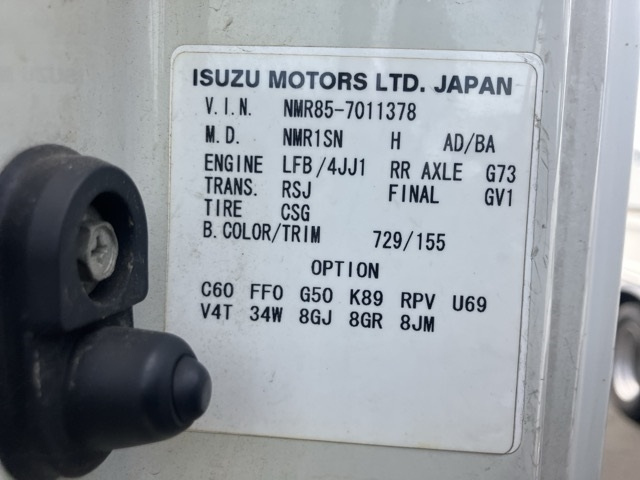 ISUZU MOTORS LTD. JAPAN
V.I.N. NMR85-7011378
M.D. NMR1SN H AD/BA
ENGINE LFB/4JJ1 RR AXLE G73
TRANS. RSJ FINAL GV1
TIRE CSG
B.COLOR/TRIM 729/155
OPTION
C60 FF0 G50 K89 RPV U69
V4T 34W 8GJ 8GR 8JM